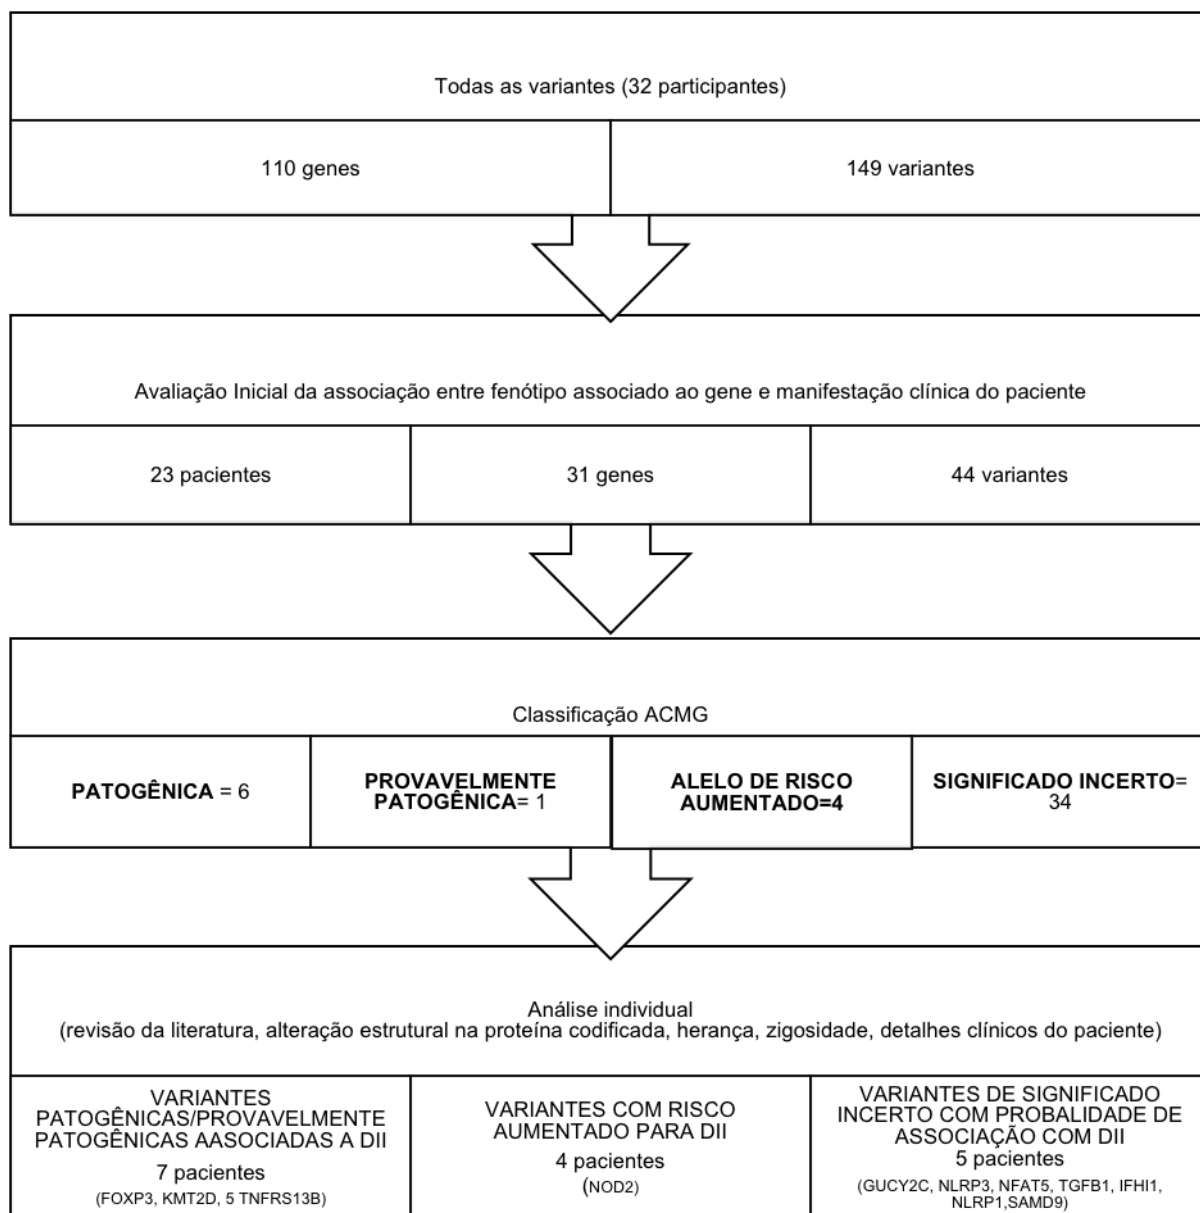 Todas as variantes (32 participantes)
110 genes
149 variantes
Avaliação Inicial da associação entre fenótipo associado ao gene e manifestação clínica do paciente
23 pacientes
31 genes
44 variantes
Classificação ACMG
PATOGÊNICA = 6
PROVAVELMENTE
PATOGÊNICA= 1
ALELO DE RISCO
AUMENTADO=4
SIGNIFICADO INCERTO=
34
Análise individual
(revisão da literatura, alteração estrutural na proteína codificada, herança, zigosidade, detalhes clínicos do paciente)
VARIANTES
PATOGÊNICAS/PROVAVELMENTE
PATOGÊNICAS AASOCIADAS A DII
7 pacientes
(FOXP3, KMT2D, 5 TNFRS13B)
VARIANTES COM RISCO
AUMENTADO PARA DII
4 pacientes
(NOD2)
VARIANTES DE SIGNIFICADO
INCERTO COM PROBALIDADE DE
ASSOCIAÇÃO COM DII
5 pacientes
(GUCY2C, NLRP3, NFAT5, TGFB1, IFHI1,
NLRP1,SAMD9)